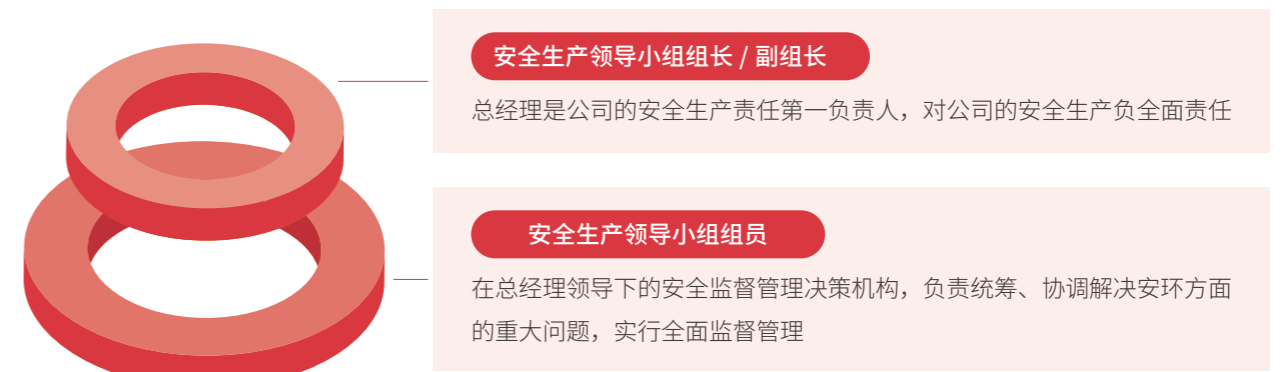 安全生产领导小组组长 / 副组长
总经理是公司的安全生产责任第一负责人，对公司的安全生产负全面责任
安全生产领导小组组员
在总经理领导下的安全监督管理决策机构，负责统筹、协调解决安环方面
的重大问题，实行全面监督管理